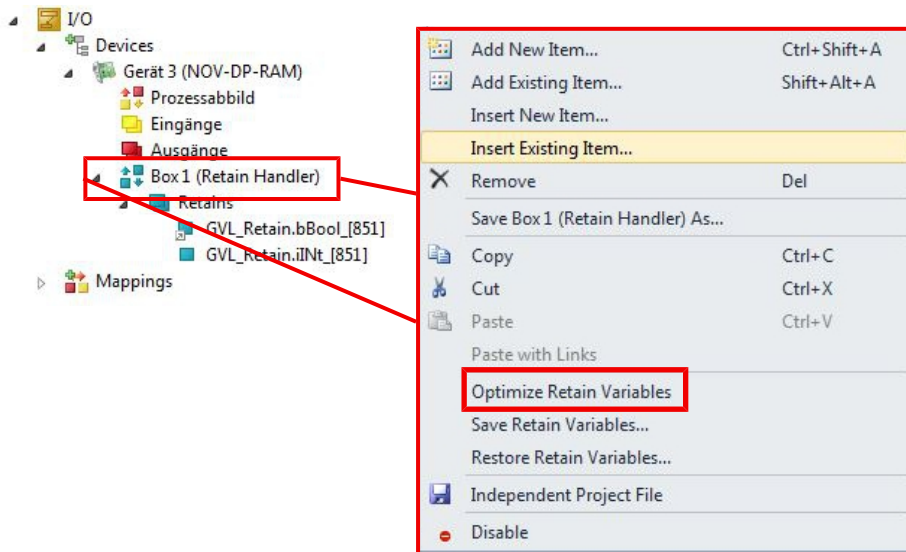 I/O
Devices
Gerät 3 (NOV-DP-RAM)
Prozessabbild
Eingänge
Ausgänge
Box 1 (Retain Handler)
Retains
GVL_Retain.bBool_[851]
GVL_Retain.iINt_[851]
Mappings
Add New Item... Ctrl+Shift+A
Add Existing Item... Shift+Alt+A
Insert New Item...
Insert Existing Item...
Remove Del
Save Box 1 (Retain Handler) As...
Copy Ctrl+C
Cut Ctrl+X
Paste Ctrl+V
Paste with Links
Optimize Retain Variables
Save Retain Variables...
Restore Retain Variables...
Independent Project File
Disable